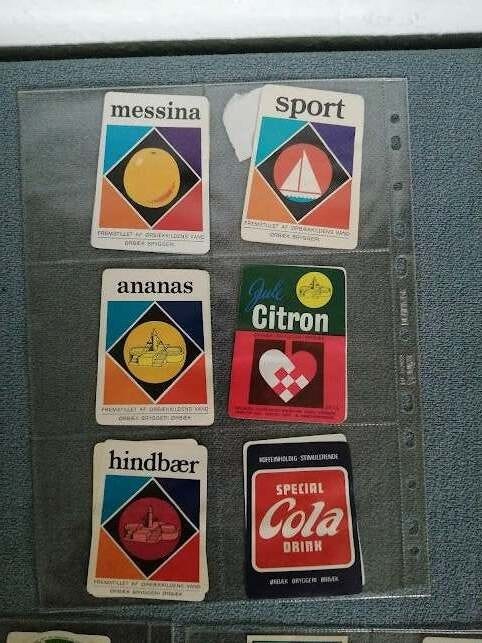 messina
FREMSTILLET AF ØRBÆKKILDENS VAND
ØRBÆK BRYGGERI
sport
FREMSTILLET AF ØRBÆKKILDENS VAND
ØRBÆK BRYGGERI
ananas
FREMSTILLET AF ØRBÆKKILDENS VAND
ØRBÆK BRYGGERI ØRBÆK
Jule
Citron
hindbær
FREMSTILLET AF ØRBÆKKILDENS VAND
ØRBÆK BRYGGERI ØRBÆK
KOFFEINHOLDIG - STIMULERENDE
SPECIAL
Cola
DRINK
ØRBÆK BRYGGERI ØRBÆK